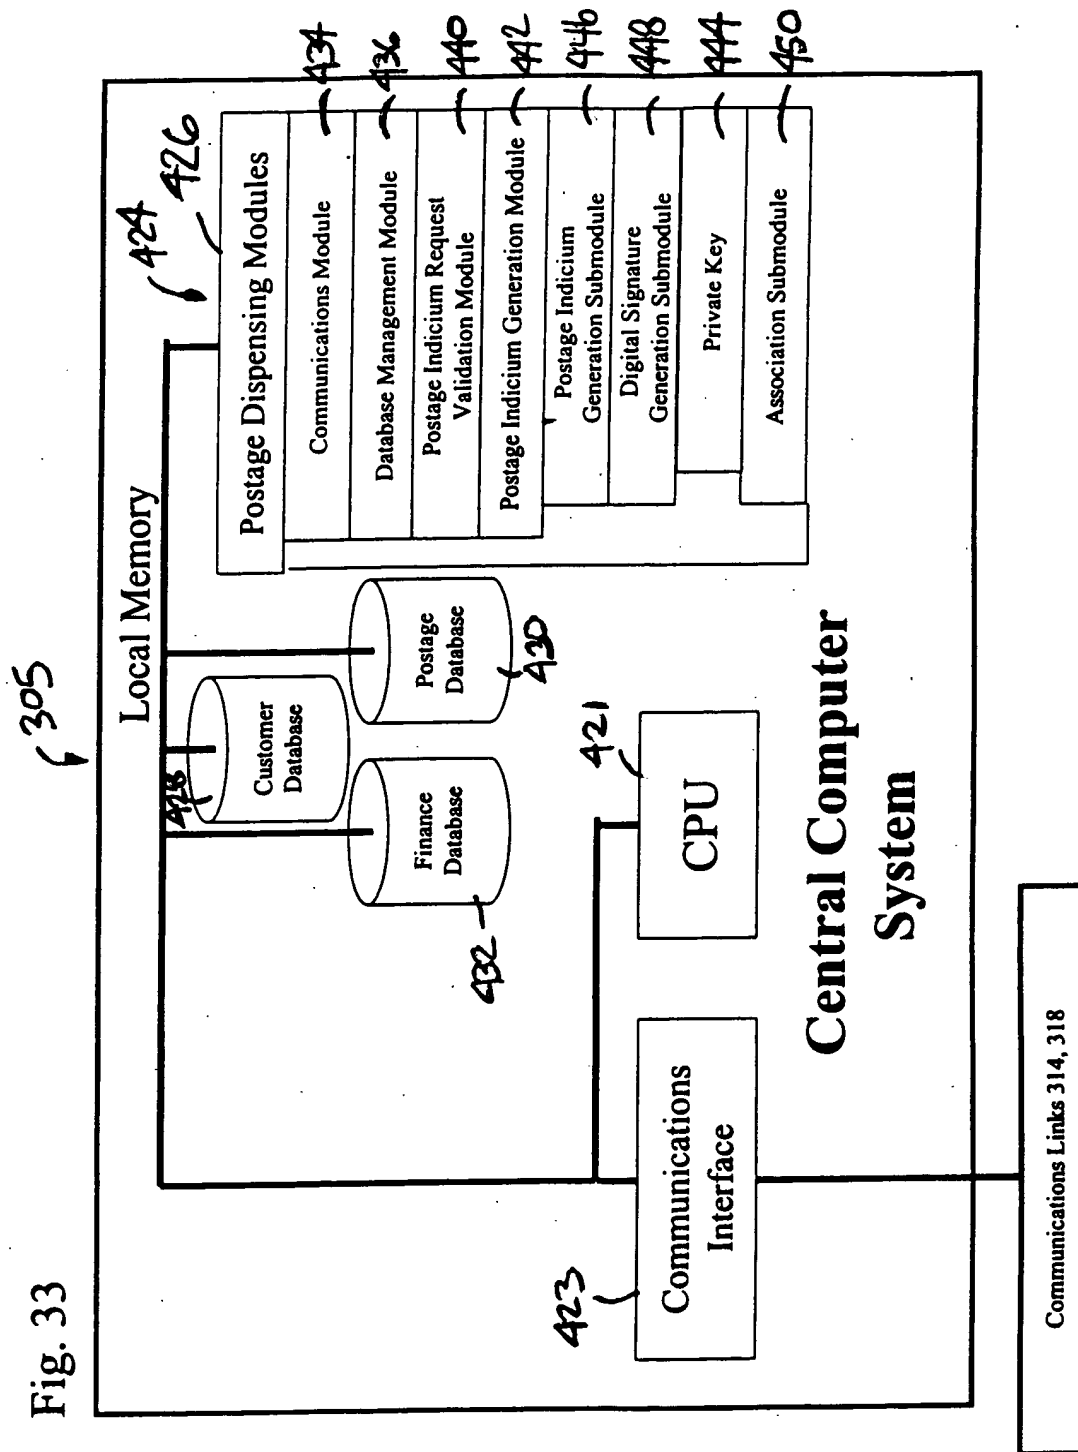 Fig. 33
305
Local Memory
424
426
Postage Dispensing Modules
Communications Module
434
Database Management Module
436
Postage Indicium Request
Validation Module
440
Postage Indicium Generation Module
442
Postage Indicium
Generation Submodule
446
Digital Signature
Generation Submodule
448
Private Key
444
Association Submodule
450
428
Customer
Database
Finance
Database
432
Postage
Database
430
423
Communications
Interface
421
CPU
Central Computer
System
Communications Links 314, 318